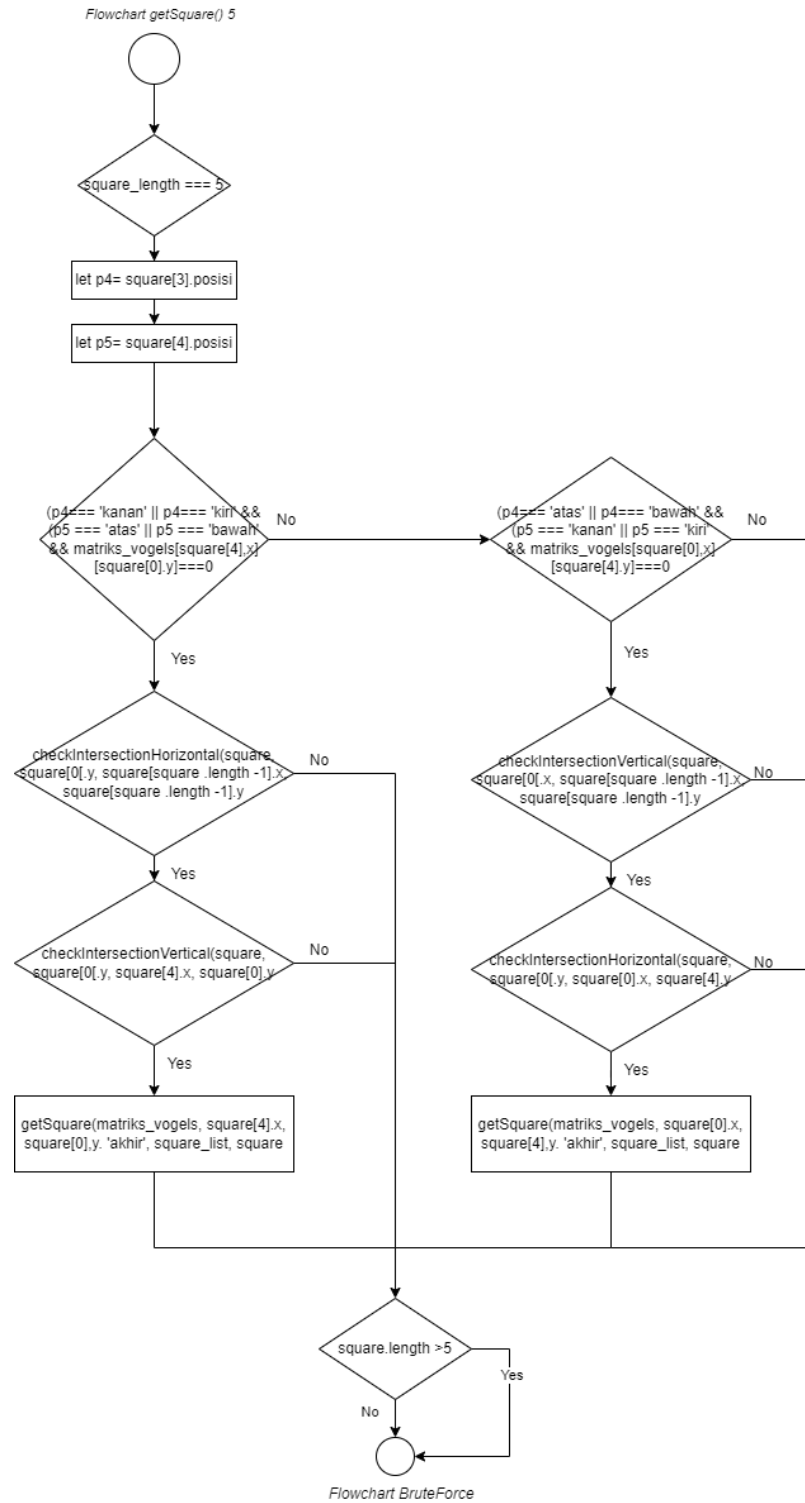 Flowchart getSquare() 5
square_length === 5
let p4= square[3].posisi
let p5= square[4].posisi
(p4=== 'kanan' || p4=== 'kiri' &&
(p5 === 'atas' || p5 === 'bawah'
&& matriks_vogels[square[4],x]
[square[0].y]===0
No
Yes
(p4=== 'atas' || p4=== 'bawah' &&
(p5 === 'kanan' || p5 === 'kiri'
&& matriks_vogels[square[0],x]
[square[4].y]===0
No
Yes
checkIntersectionHorizontal(square,
square[0[.y, square[square .length -1].x,
square[square .length -1].y
No
Yes
checkIntersectionVertical(square,
square[0[.x, square[square .length -1].x,
square[square .length -1].y
No
Yes
checkIntersectionVertical(square,
square[0[.y, square[4].x, square[0].y
No
Yes
checkIntersectionHorizontal(square,
square[0[.y, square[0].x, square[4].y
No
Yes
getSquare(matriks_vogels, square[4].x,
square[0],y. 'akhir', square_list, square
getSquare(matriks_vogels, square[0].x,
square[4],y. 'akhir', square_list, square
square.length >5
Yes
No
Flowchart BruteForce